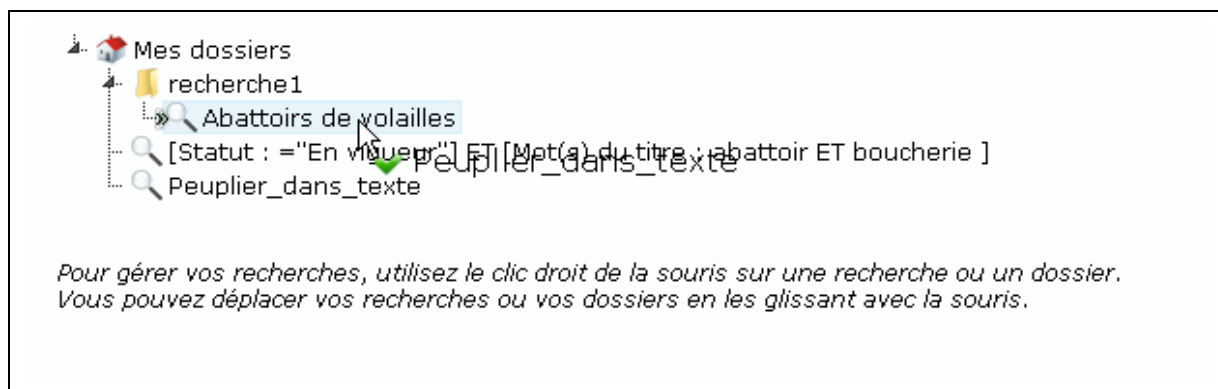 Mes dossiers
recherche1
Abattoirs de volailles
[Statut : ="En vigueur"] ET [Mot(s) du titre : abattoir ET boucherie ]
Peuplier_dans_texte
Peuplier_dans_texte
Pour gérer vos recherches, utilisez le clic droit de la souris sur une recherche ou un dossier.
Vous pouvez déplacer vos recherches ou vos dossiers en les glissant avec la souris.